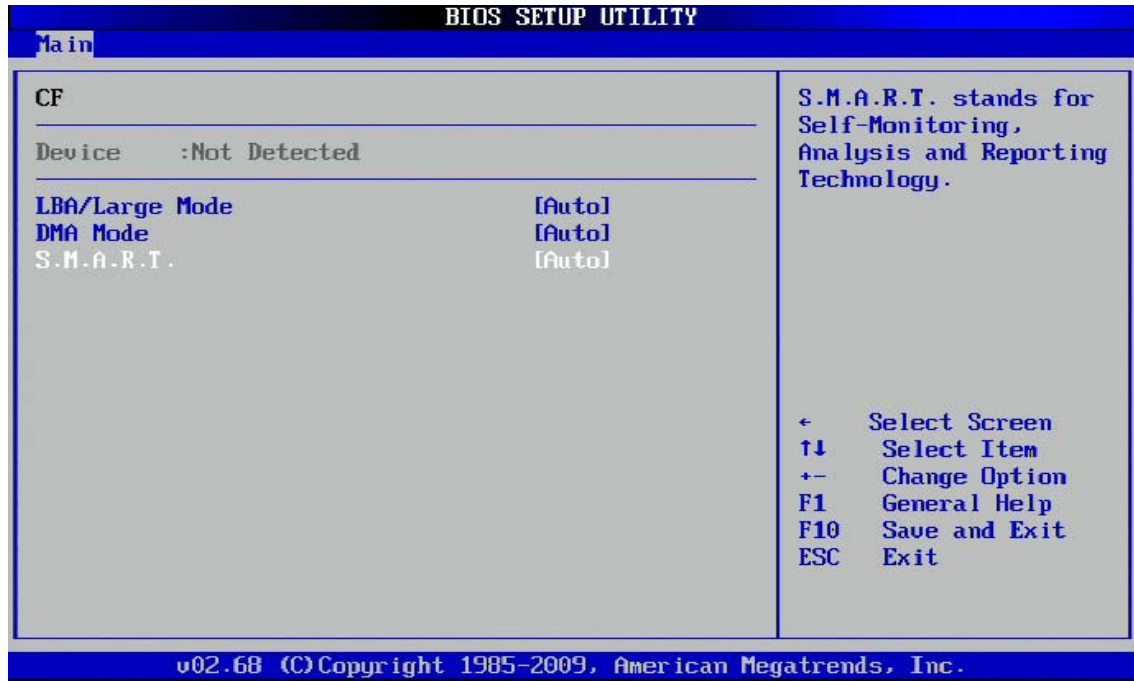 BIOS SETUP UTILITY
Main
CF
Device :Not Detected
LBA/Large Mode [Auto]
DMA Mode [Auto]
S.M.A.R.T. [Auto]
S.M.A.R.T. stands for
Self-Monitoring,
Analysis and Reporting
Technology.
← Select Screen
↑↓ Select Item
+- Change Option
F1 General Help
F10 Save and Exit
ESC Exit
v02.68 (C)Copyright 1985-2009, American Megatrends, Inc.